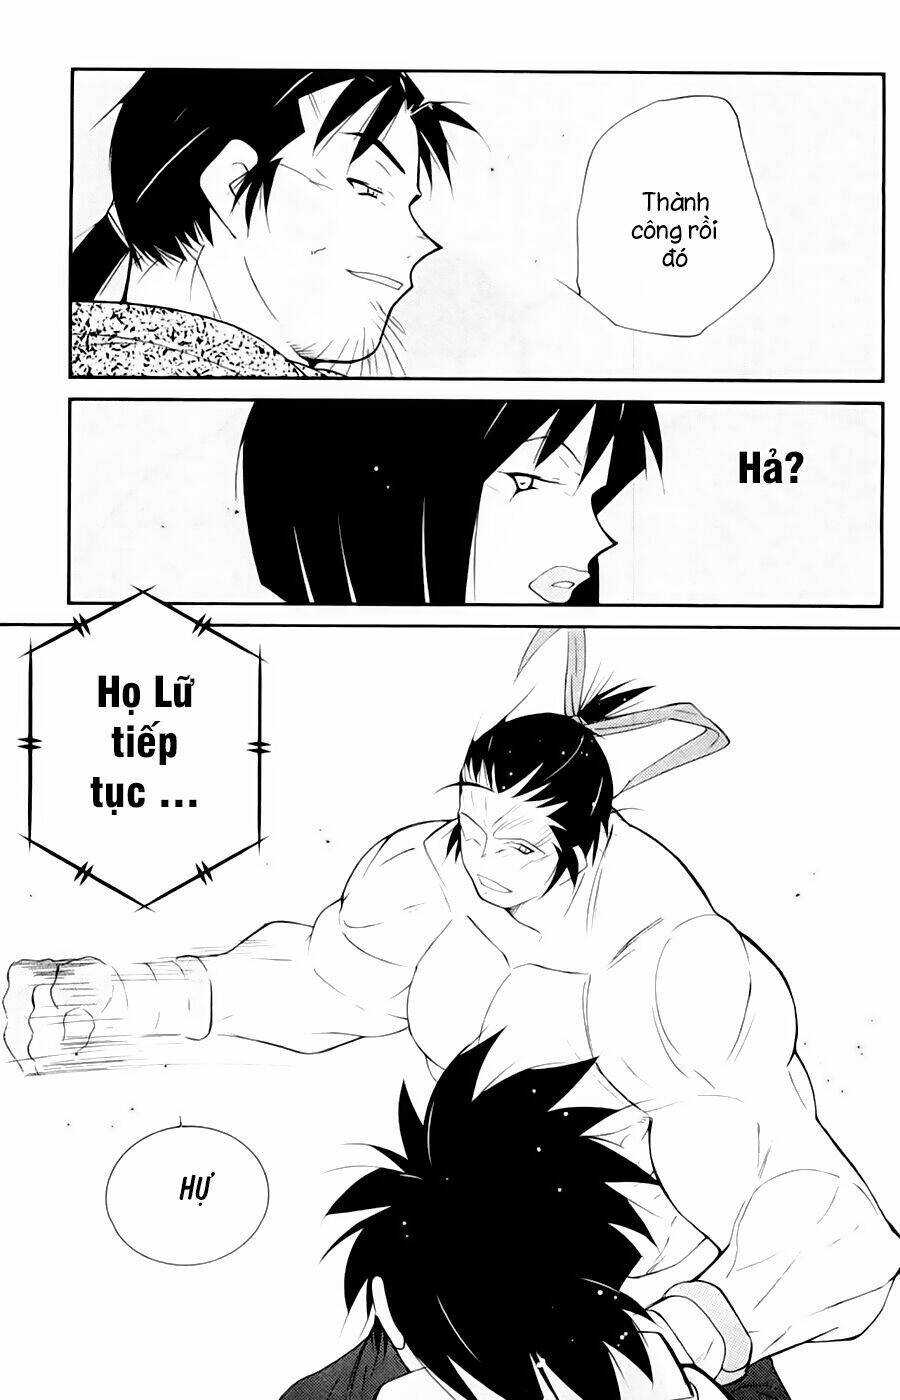 Thành
công rồi
đó
Hả?
Họ Lữ
tiếp
tục ...
HỰ